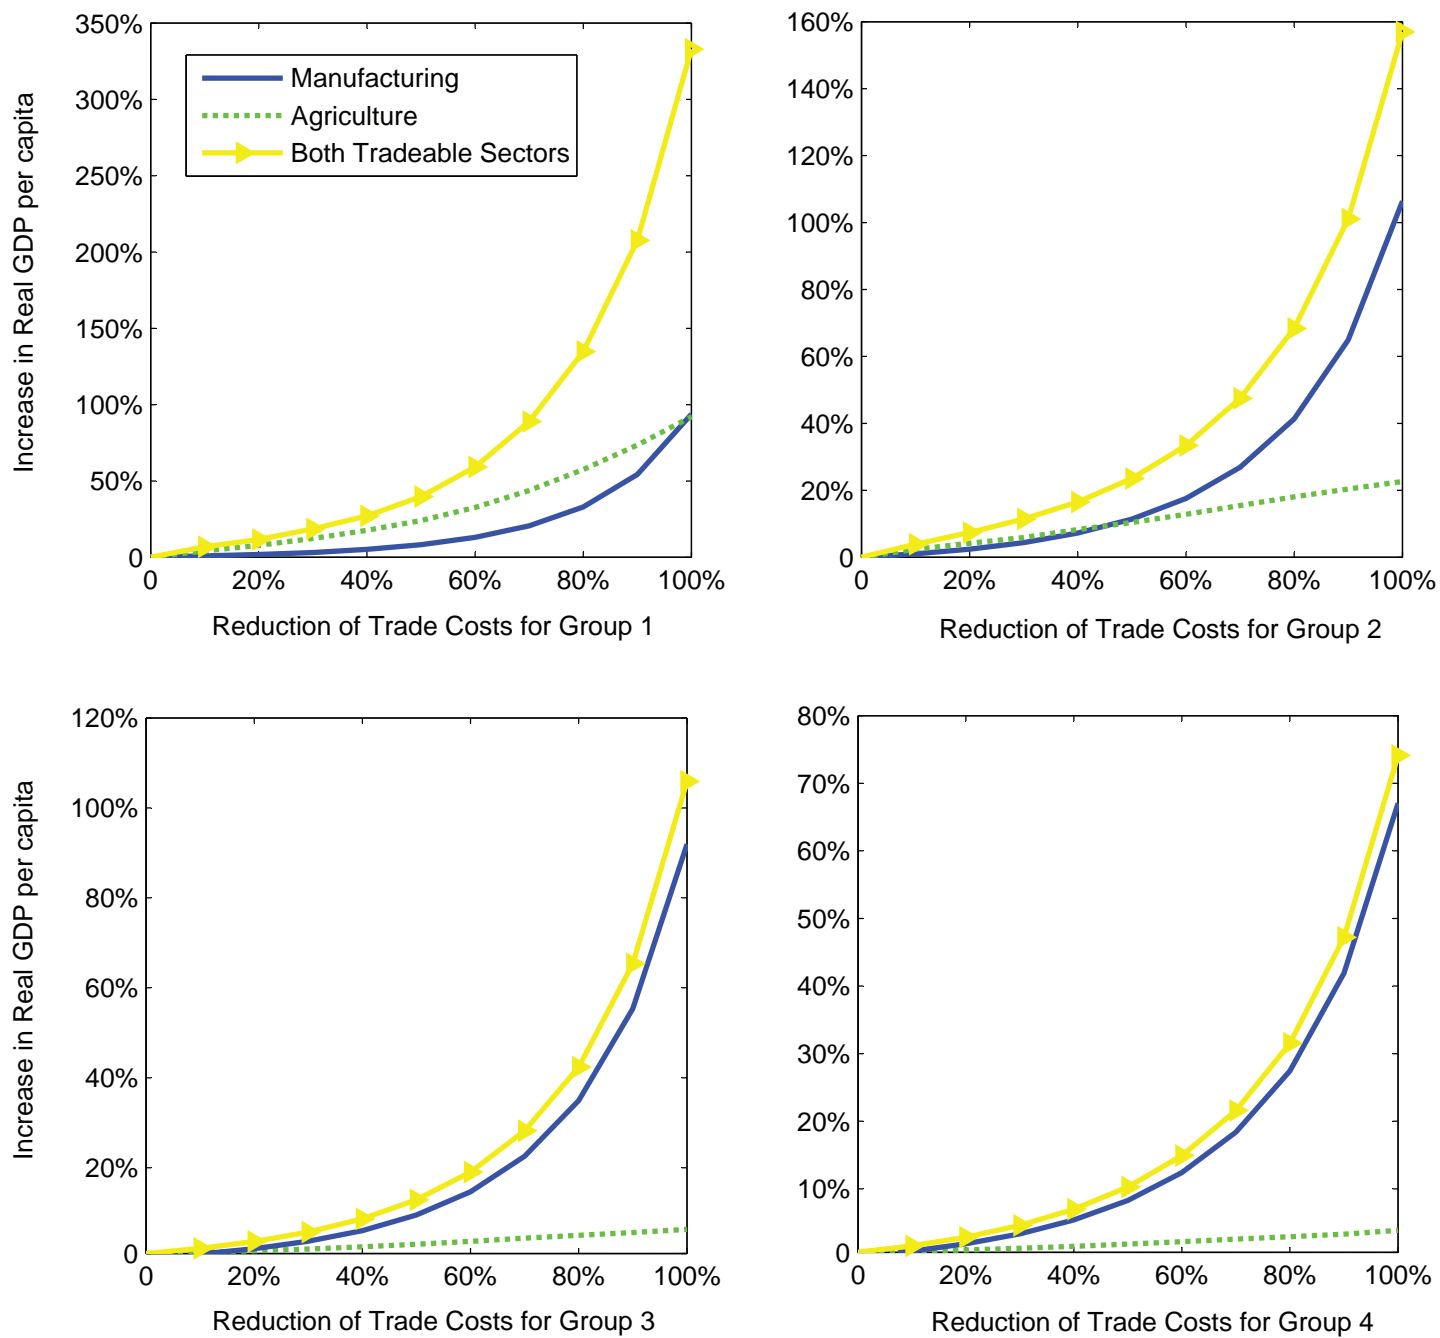 350%
300%
250%
200%
150%
100%
50%
0
Increase in Real GDP per capita
Manufacturing
Agriculture
Both Tradeable Sectors
0 20% 40% 60% 80% 100%
Reduction of Trade Costs for Group 1
160%
140%
120%
100%
80%
60%
40%
20%
0
0 20% 40% 60% 80% 100%
Reduction of Trade Costs for Group 2
120%
100%
80%
60%
40%
20%
0
Increase in Real GDP per capita
0 20% 40% 60% 80% 100%
Reduction of Trade Costs for Group 3
80%
70%
60%
50%
40%
30%
20%
10%
0
0 20% 40% 60% 80% 100%
Reduction of Trade Costs for Group 4